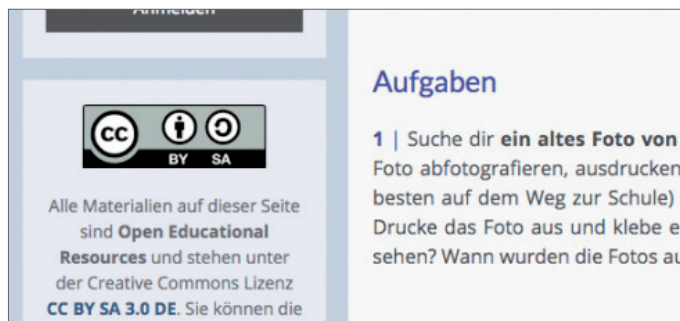 Anmelden
cc
BY SA
Alle Materialien auf dieser Seite
sind Open Educational
Resources und stehen unter
der Creative Commons Lizenz
CC BY SA 3.0 DE. Sie können die
Aufgaben
1 | Suche dir ein altes Foto von
Foto abfotografieren, ausdrucken
besten auf dem Weg zur Schule)
Drucke das Foto aus und klebe e
sehen? Wann wurden die Fotos au